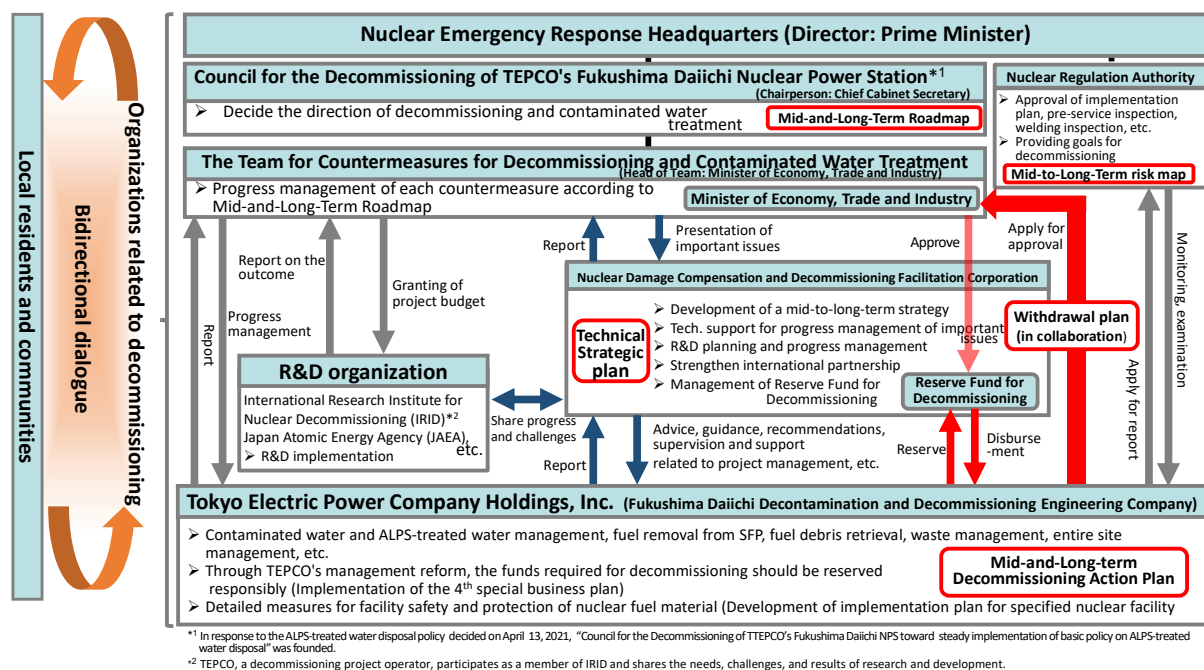 Local residents and communities
Bidirectional dialogue
Organizations related to decommissioning
Nuclear Emergency Response Headquarters (Director: Prime Minister)
Council for the Decommissioning of TEPCO's Fukushima Daiichi Nuclear Power Station*1
(Chairperson: Chief Cabinet Secretary)
➢ Decide the direction of decommissioning and contaminated water
treatment
Mid-and-Long-Term Roadmap
Nuclear Regulation Authority
➢ Approval of implementation
plan, pre-service inspection,
welding inspection, etc.
➢ Providing goals for
decommissioning
Mid-to-Long-Term risk map
The Team for Countermeasures for Decommissioning and Contaminated Water Treatment
(Head of Team: Minister of Economy, Trade and Industry)
➢ Progress management of each countermeasure according to
Mid-and-Long-Term Roadmap
Minister of Economy, Trade and Industry
Report
Progress
management
Report on the
outcome
Granting of
project budget
Report
Presentation of
important issues
Approve
Apply for
approval
Monitoring, examination
Apply for report
Nuclear Damage Compensation and Decommissioning Facilitation Corporation
Technical
Strategic
plan
➢ Development of a mid-to-long-term strategy
➢ Tech. support for progress management of important
issues
➢ R&D planning and progress management
➢ Strengthen international partnership
➢ Management of Reserve Fund for
Decommissioning
Reserve Fund for
Decommissioning
Withdrawal plan
(in collaboration)
R&D organization
International Research Institute for
Nuclear Decommissioning (IRID)*2
Japan Atomic Energy Agency (JAEA),
etc.
➢ R&D implementation
Share progress
and challenges
Report
Advice, guidance, recommendations,
supervision and support
related to project management, etc.
Reserve
Disburse
-ment
Tokyo Electric Power Company Holdings, Inc. (Fukushima Daiichi Decontamination and Decommissioning Engineering Company)
➢ Contaminated water and ALPS-treated water management, fuel removal from SFP, fuel debris retrieval, waste management, entire site
management, etc.
➢ Through TEPCO's management reform, the funds required for decommissioning should be reserved
responsibly (Implementation of the 4th special business plan)
➢ Detailed measures for facility safety and protection of nuclear fuel material (Development of implementation plan for specified nuclear facility
Mid-and-Long-term
Decommissioning Action Plan
*1 In response to the ALPS-treated water disposal policy decided on April 13, 2021, "Council for the Decommissioning of TTEPCO's Fukushima Daiichi NPS toward steady implementation of basic policy on ALPS-treated
water disposal" was founded.
*2 TEPCO, a decommissioning project operator, participates as a member of IRID and shares the needs, challenges, and results of research and development.